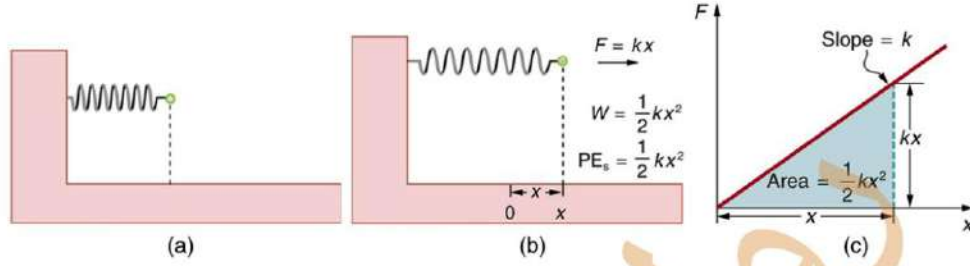 F = kx
W = 1/2 kx²
PEₛ = 1/2 kx²
x
0 x
(a)
(b)
F
Slope = k
kx
Area = 1/2 kx²
x
x
(c)